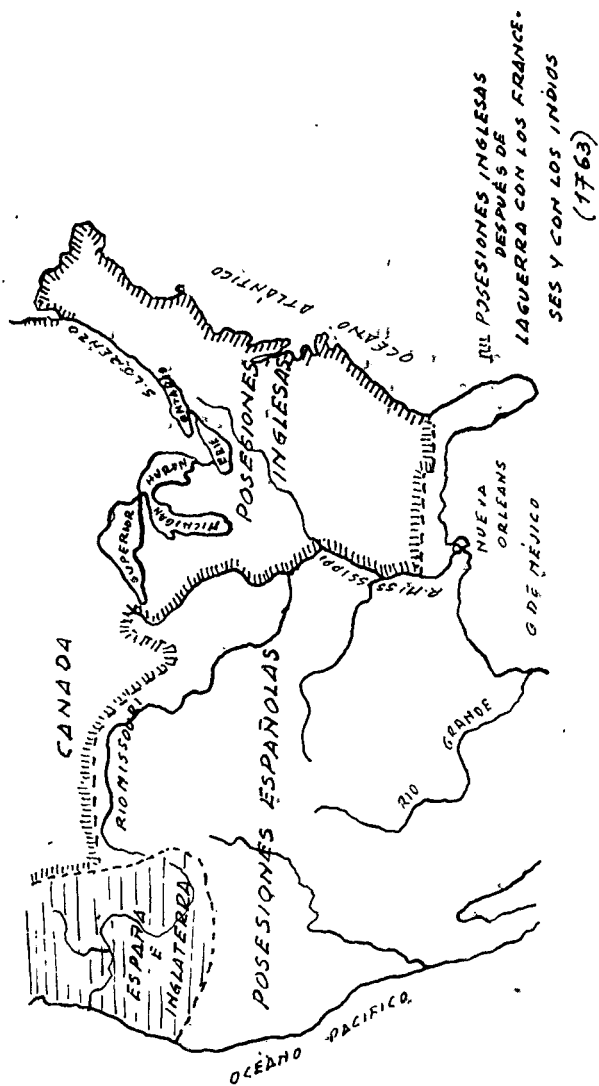 CANADA
S. LORENZO
ONTARIO
ERIE
HURON
MICHIGAN
SUPERIOR
POSESIONES
INGLESAS
OCÉANO ATLÁNTICO
RIO MISSOURI
ESPAÑA
E
INGLATERRA
POSESIONES ESPAÑOLAS
R. MISSISSIPPI
NUEVA
ORLEANS
G DE MÉJICO
RIO GRANDE
OCÉANO PACIFICO
POSESIONES INGLESAS
DESPUÉS DE
LA GUERRA CON LOS FRANCE-
SES Y CON LOS INDIOS
(1763)